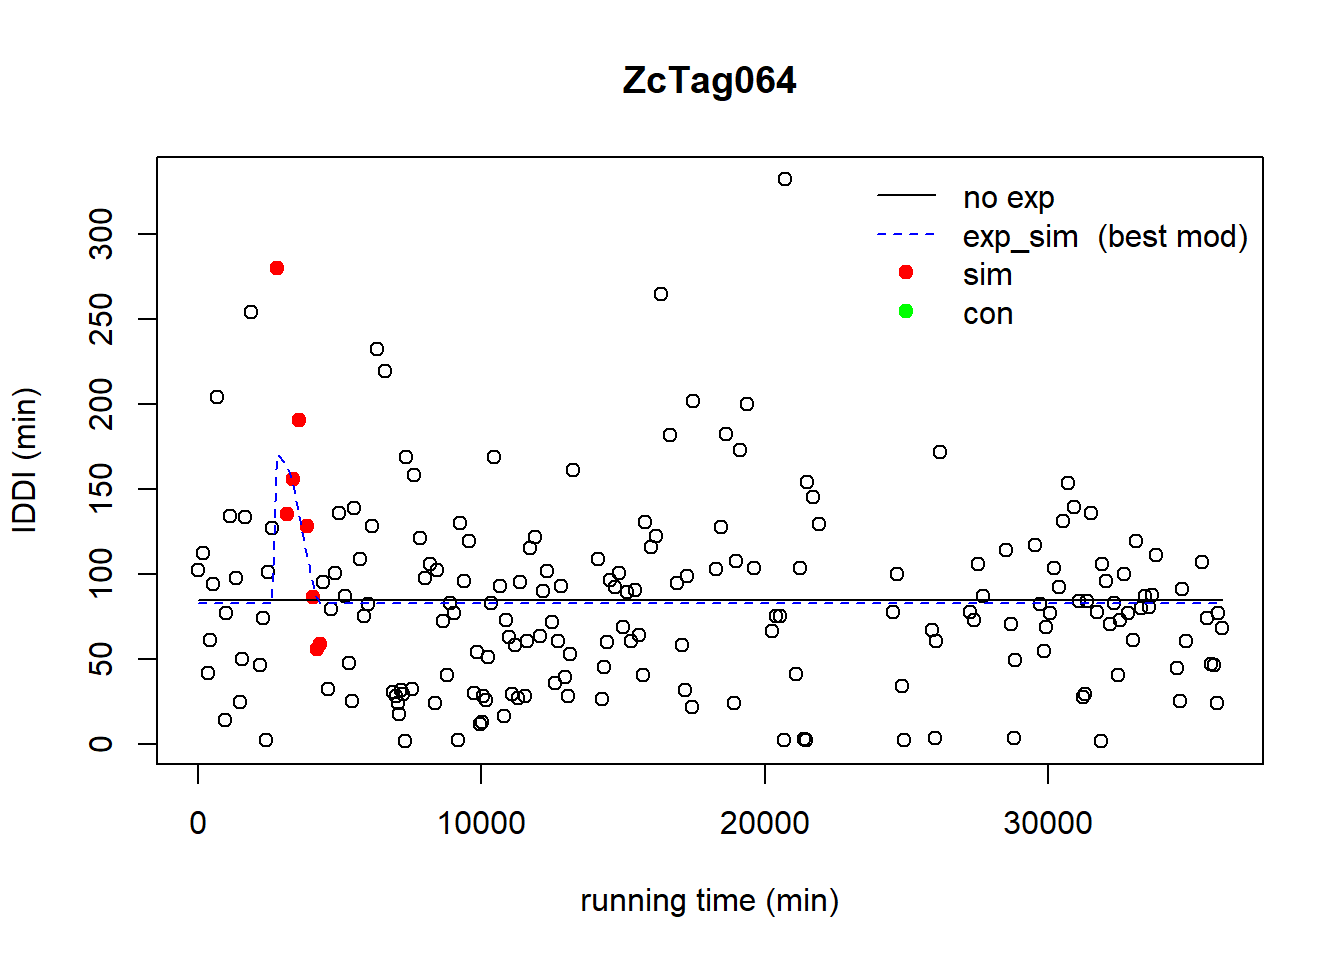 ZcTag064
no exp
exp_sim  (best mod)
sim
con
IDDI (min)
300
250
200
150
100
50
0
0 10000 20000 30000
running time (min)